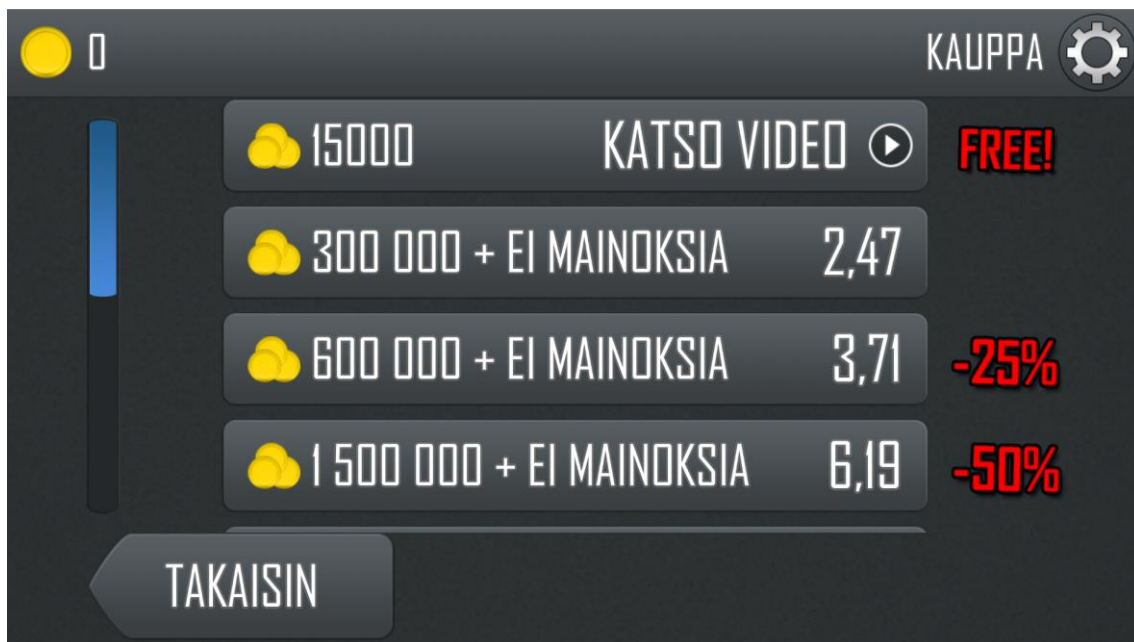 0 KAUPPA
15000 KATSO VIDEO FREE!
300 000 + EI MAINOKSIA 2,47
600 000 + EI MAINOKSIA 3,71 -25%
1 500 000 + EI MAINOKSIA 6,19 -50%
TAKAISIN